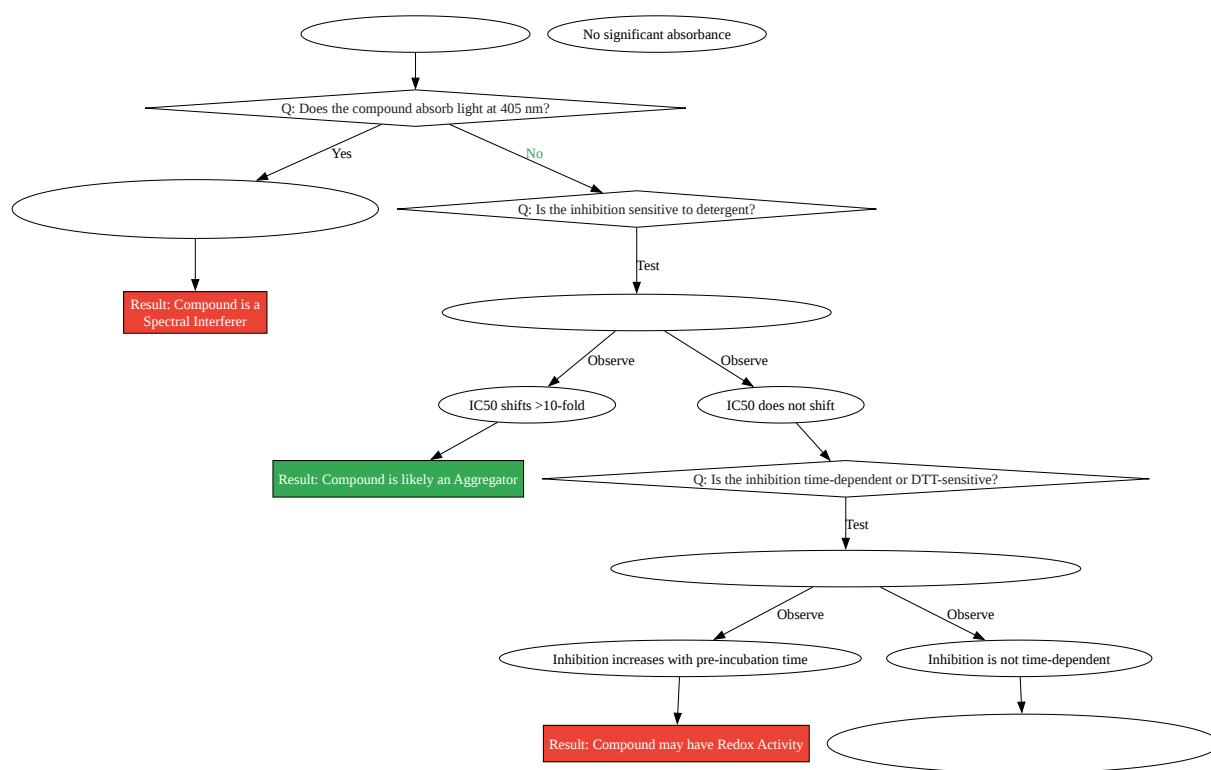 No significant absorbance
Q: Does the compound absorb light at 405 nm?
Yes
No
Q: Is the inhibition sensitive to detergent?
Test
Result: Compound is a
Spectral Interferer
Observe
Observe
IC50 shifts >10-fold
IC50 does not shift
Result: Compound is likely an Aggregator
Q: Is the inhibition time-dependent or DTT-sensitive?
Test
Observe
Observe
Inhibition increases with pre-incubation time
Inhibition is not time-dependent
Result: Compound may have Redox Activity